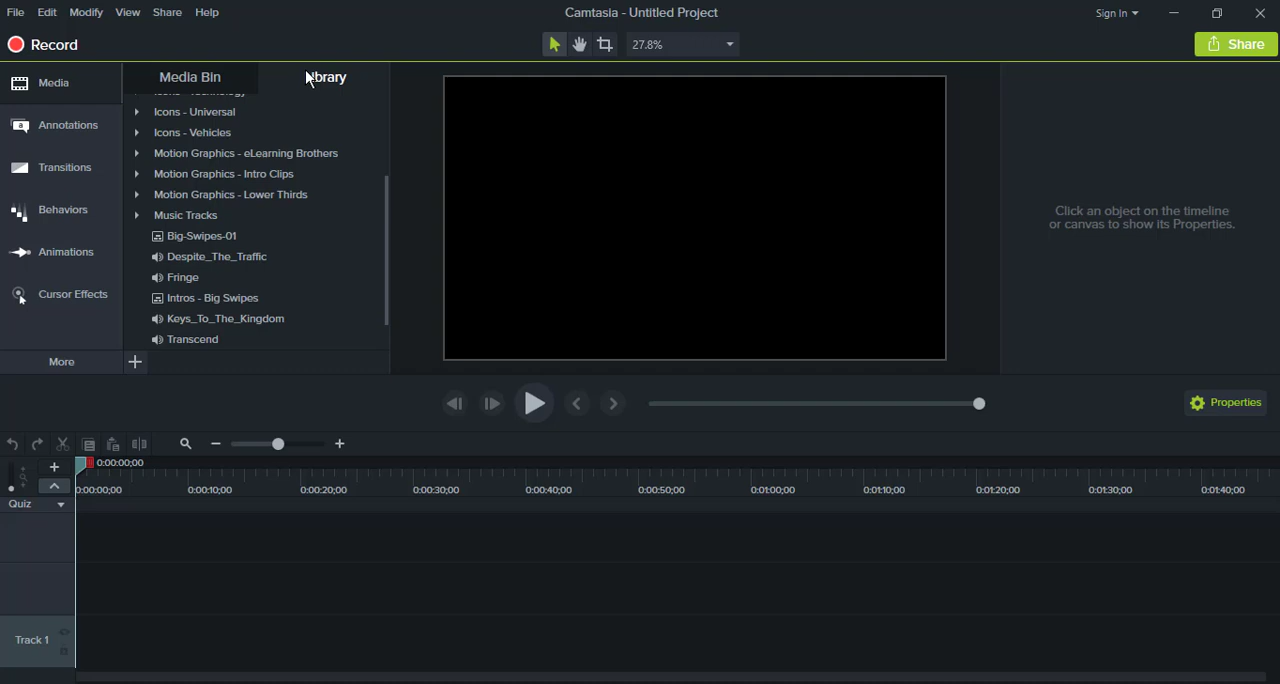 File Edit Modify View Share Help
Camtasia - Untitled Project
Sign In
Record
27.8%
Share
Media
Annotations
Transitions
Behaviors
Animations
Cursor Effects
More
Media Bin
Icons - Universal
Icons - Vehicles
Motion Graphics - eLearning Brothers
Motion Graphics - Intro Clips
Motion Graphics - Lower Thirds
Music Tracks
Big-Swipes-01
Despite_The_Traffic
Fringe
Intros - Big Swipes
Keys_To_The_Kingdom
Transcend
Click an object on the timeline
or canvas to show its Properties.
Properties
0:00:00;00
0:00:00;00 0:00:10;00 0:00:20;00 0:00:30;00 0:00:40;00 0:00:50;00 0:01:00;00 0:01:10;00 0:01:20;00 0:01:30;00 0:01:40;00
Quiz
Track 1